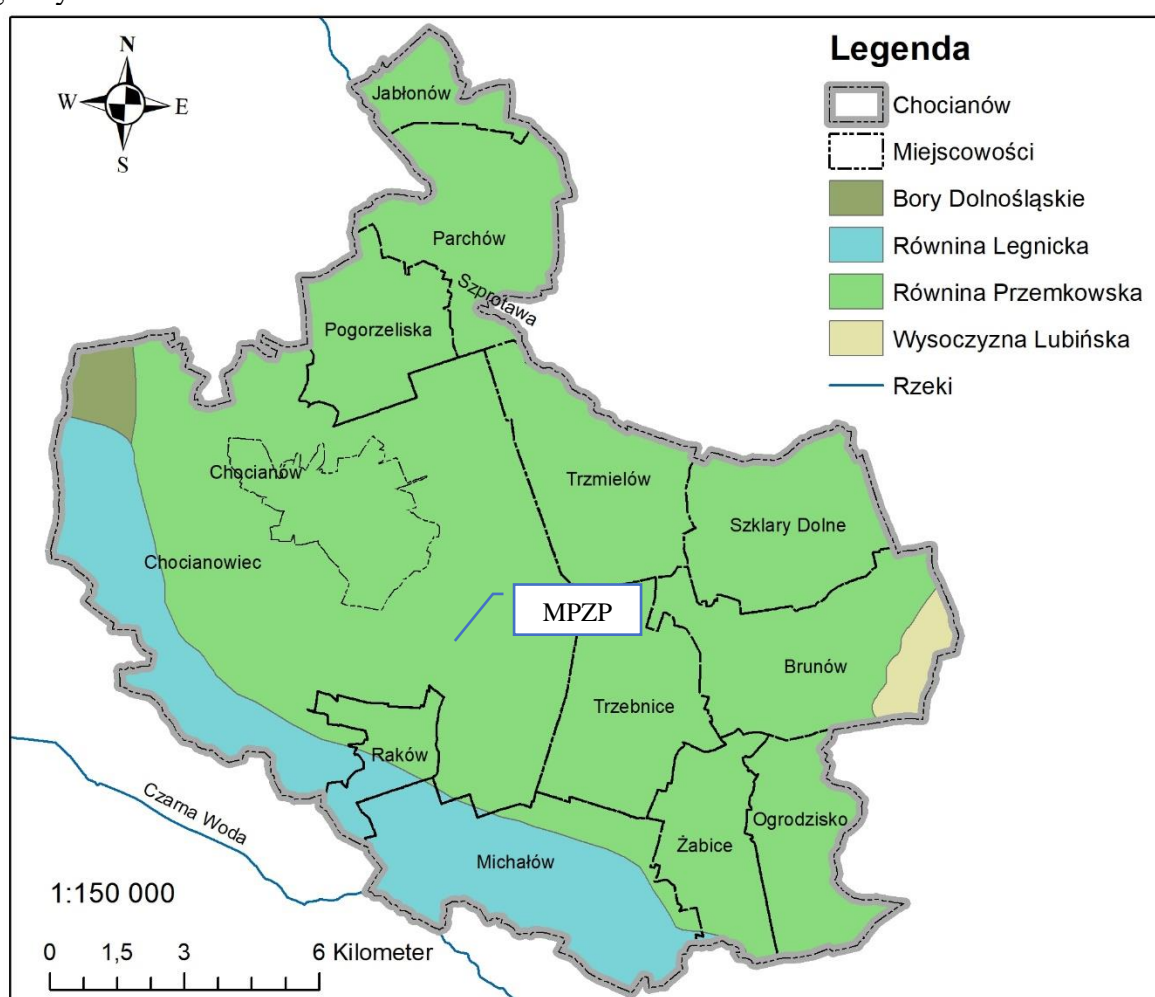 N
W E
S
Legenda
Chocianów
Miejscowości
Bory Dolnośląskie
Równina Legnicka
Równina Przemkowska
Wysoczyzna Lubińska
Rzeki
Jabłonów
Parchów
Szprotawa
Pogorzeliska
Chocianów
Trzmielów
Szklary Dolne
Chocianowiec
MPZP
Brunów
Trzebnice
Raków
Czarna Woda
Ogrodzisko
Żabice
Michałów
1:150 000
0 1,5 3 6 Kilometer